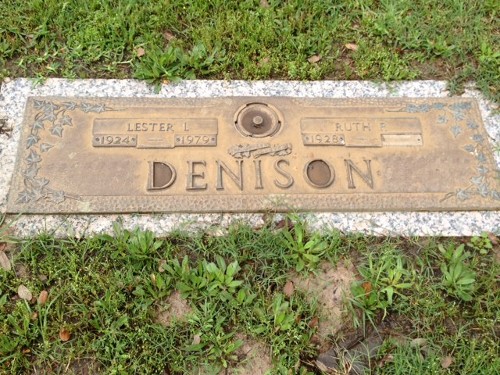 LESTER L.
1924 — 1979
RUTH E.
1928
DENISON